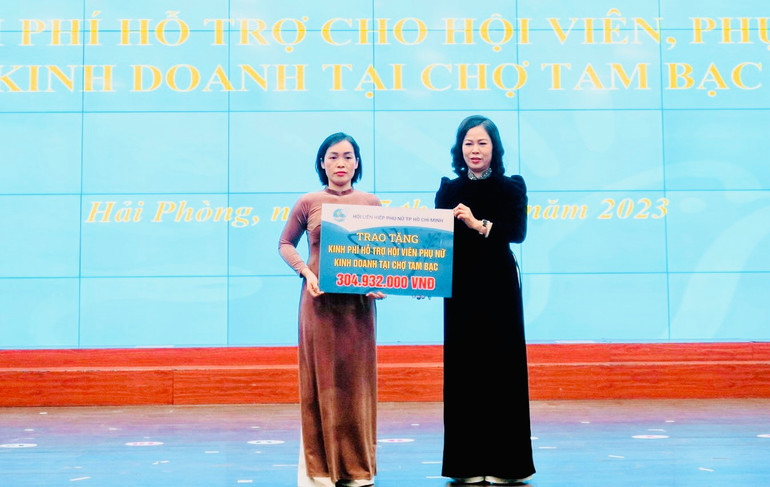 PHÍ HỖ TRỢ CHO HỘI VIÊN, PHỤ
KINH DOANH TẠI CHỢ TAM BẠC
Hải Phòng, năm 2023
HỘI LIÊN HIỆP PHỤ NỮ TP HỒ CHÍ MINH
TRAO TẶNG
KINH PHÍ HỖ TRỢ HỘI VIÊN PHỤ NỮ
KINH DOANH TẠI CHỢ TAM BẠC
304.932.000 VNĐ